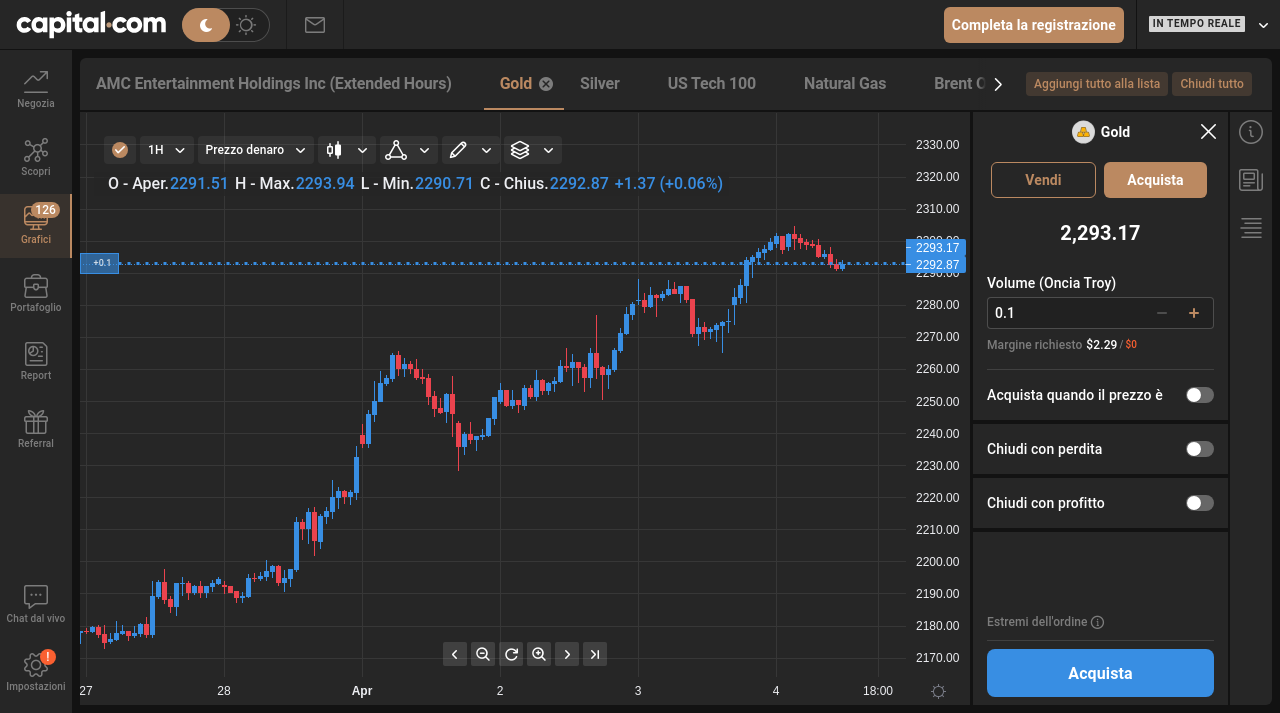 capital.com
Completa la registrazione
IN TEMPO REALE
AMC Entertainment Holdings Inc (Extended Hours)
Gold
Silver
US Tech 100
Natural Gas
Brent
Aggiungi tutto alla lista
Chiudi tutto
Negozia
Scopri
126
Grafici
Portafoglio
Report
Referral
Chat dal vivo
!
Impostazioni
1H
Prezzo denaro
O - Aper.2291.51 H - Max.2293.94 L - Min.2290.71 C - Chius.2292.87 +1.37 (+0.06%)
+0.1
2330.00
2320.00
2310.00
2300.00
2293.17
2292.87
2290.00
2280.00
2270.00
2260.00
2250.00
2240.00
2230.00
2220.00
2210.00
2200.00
2190.00
2180.00
2170.00
27
28
Apr
2
3
4
18:00
Gold
Vendi
Acquista
2,293.17
Volume (Oncia Troy)
0.1
Margine richiesto $2.29 / $0
Acquista quando il prezzo è
Chiudi con perdita
Chiudi con profitto
Estremi dell'ordine
Acquista